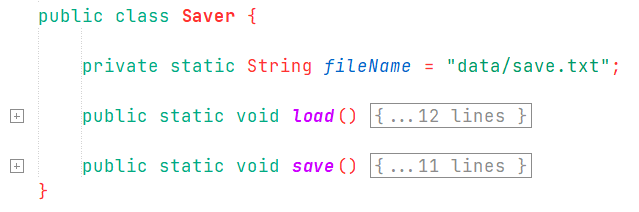 public class Saver {
private static String fileName = "data/save.txt";
public static void load() {...12 lines }
public static void save() {...11 lines }
}